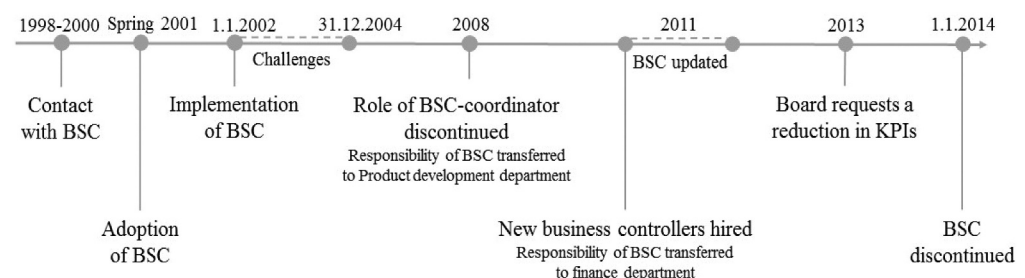 1998-2000 Spring 2001 1.1.2002 31.12.2004 2008 2011 2013 1.1.2014
Challenges
BSC updated
Contact
with BSC
Implementation
of BSC
Role of BSC-coordinator
discontinued
Responsibility of BSC transferred
to Product development department
Board requests a
reduction in KPIs
Adoption
of BSC
New business controllers hired
Responsibility of BSC transferred
to finance department
BSC
discontinued